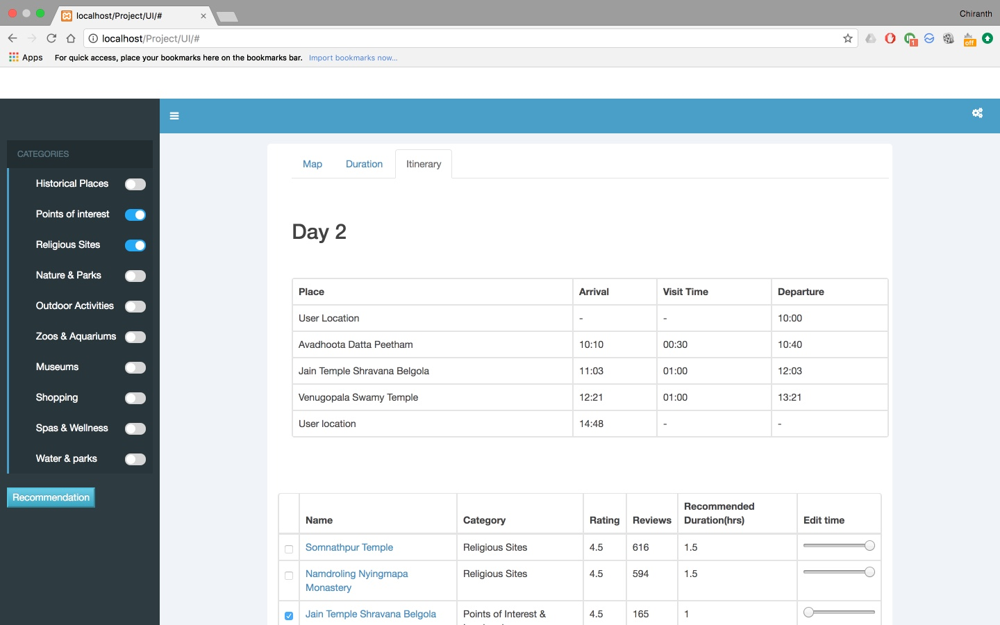 localhost/Project/UI/#
Chiranth
localhost/Project/UI/#
1
off
Apps
For quick access, place your bookmarks here on the bookmarks bar. Import bookmarks now...
CATEGORIES
Historical Places
Points of interest
Religious Sites
Nature & Parks
Outdoor Activities
Zoos & Aquariums
Museums
Shopping
Spas & Wellness
Water & parks
Recommendation
Map Duration Itinerary
Day 2
Place Arrival Visit Time Departure
User Location - - 10:00
Avadhoota Datta Peetham 10:10 00:30 10:40
Jain Temple Shravana Belgola 11:03 01:00 12:03
Venugopala Swamy Temple 12:21 01:00 13:21
User location 14:48 - -
Name Category Rating Reviews Recommended Duration(hrs) Edit time
Somnathpur Temple Religious Sites 4.5 616 1.5
Namdroling Nyingmapa Monastery Religious Sites 4.5 594 1.5
Jain Temple Shravana Belgola Points of Interest & 4.5 165 1